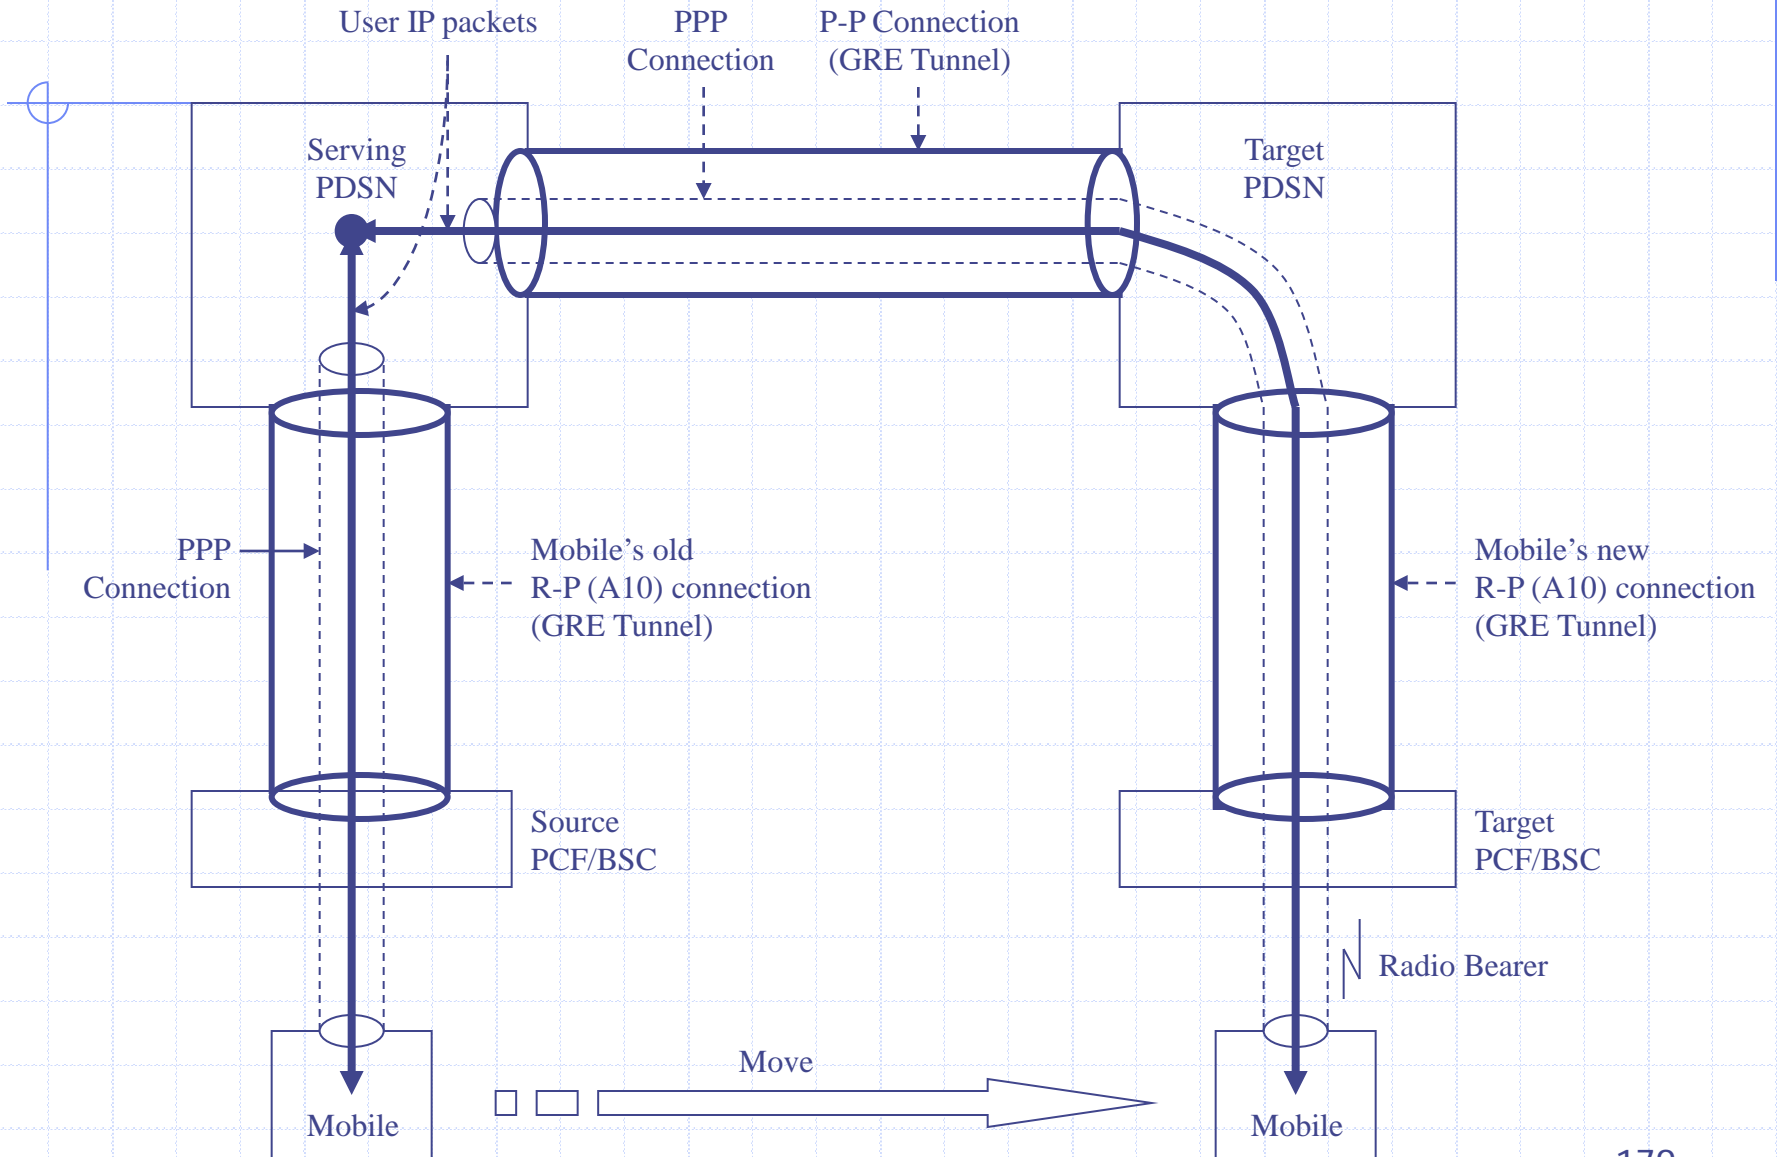 User IP packets
PPP
Connection
P-P Connection
(GRE Tunnel)
Serving
PDSN
Target
PDSN
PPP
Connection
Mobile’s old
R-P (A10) connection
(GRE Tunnel)
Mobile’s new
R-P (A10) connection
(GRE Tunnel)
Source
PCF/BSC
Target
PCF/BSC
Radio Bearer
Move
Mobile
Mobile